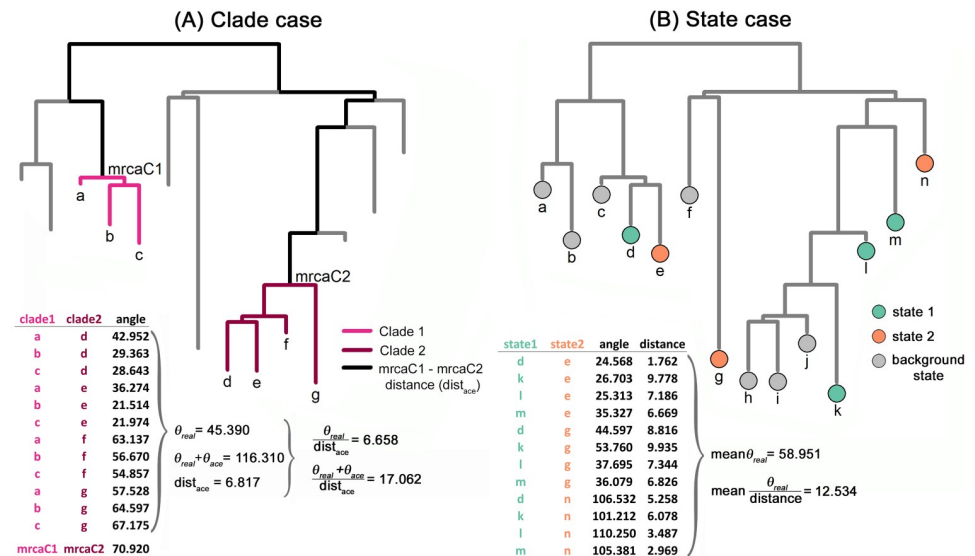 (A) Clade case
mrcaC1
a
b
c
mrcaC2
d
e
f
g
Clade 1
Clade 2
mrcaC1 - mrcaC2
distance (dist_ace)
clade1 clade2 angle
a d 42.952
b d 29.363
c d 28.643
a e 36.274
b e 21.514
c e 21.974
a f 63.137
b f 56.670
c f 54.857
a g 57.528
b g 64.597
c g 67.175
mrcaC1 mrcaC2 70.920
θ_real = 45.390
θ_real+θ_ace = 116.310
dist_ace = 6.817
θ_real / dist_ace = 6.658
θ_real +θ_ace / dist_ace = 17.062
(B) State case
a
b
c
d
e
f
g
h
i
j
k
l
m
n
state 1
state 2
background
state
state1 state2 angle distance
d e 24.568 1.762
k e 26.703 9.778
l e 25.313 7.186
m e 35.327 6.669
d g 44.597 8.816
k g 53.760 9.935
l g 37.695 7.344
m g 36.079 6.826
d n 106.532 5.258
k n 101.212 6.078
l n 110.250 3.487
m n 105.381 2.969
mean θ_real = 58.951
mean θ_real / distance = 12.534